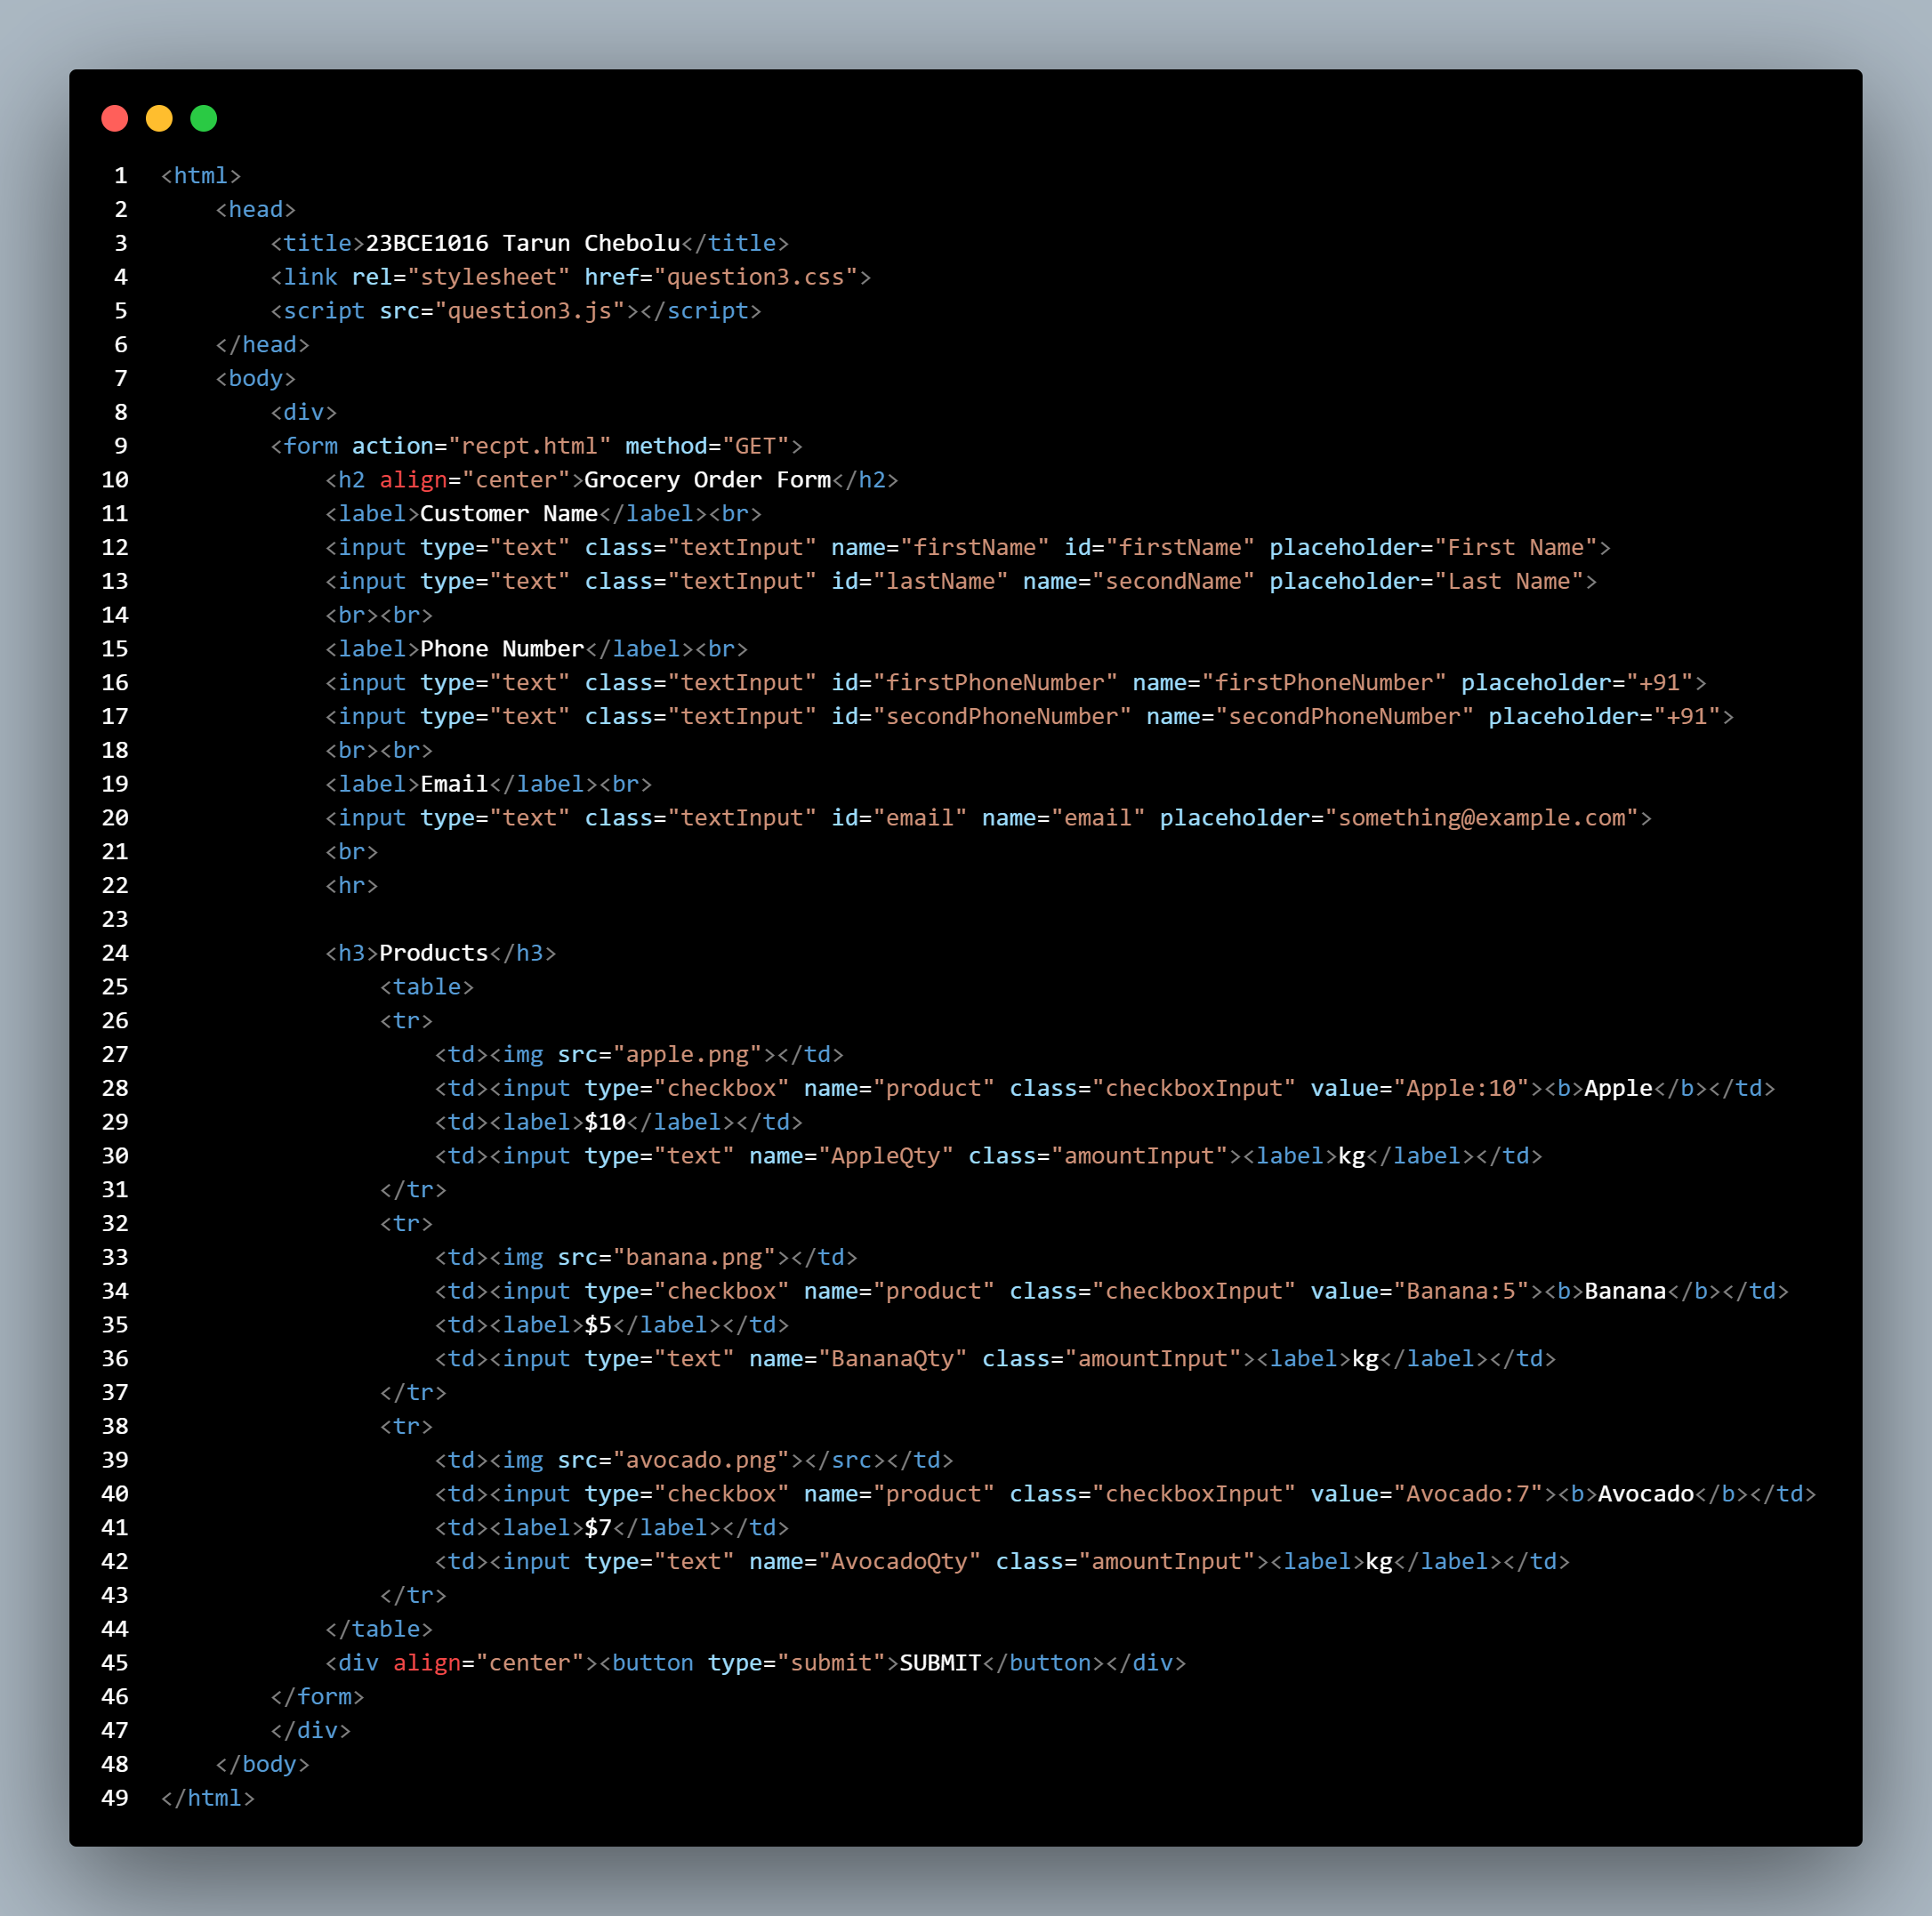 1 <html>
2     <head>
3         <title>23BCE1016 Tarun Chebolu</title>
4         <link rel="stylesheet" href="question3.css">
5         <script src="question3.js"></script>
6     </head>
7     <body>
8         <div>
9         <form action="recpt.html" method="GET">
10             <h2 align="center">Grocery Order Form</h2>
11             <label>Customer Name</label><br>
12             <input type="text" class="textInput" name="firstName" id="firstName" placeholder="First Name">
13             <input type="text" class="textInput" id="lastName" name="secondName" placeholder="Last Name">
14             <br><br>
15             <label>Phone Number</label><br>
16             <input type="text" class="textInput" id="firstPhoneNumber" name="firstPhoneNumber" placeholder="+91">
17             <input type="text" class="textInput" id="secondPhoneNumber" name="secondPhoneNumber" placeholder="+91">
18             <br><br>
19             <label>Email</label><br>
20             <input type="text" class="textInput" id="email" name="email" placeholder="something@example.com">
21             <br>
22             <hr>
23
24             <h3>Products</h3>
25                 <table>
26                 <tr>
27                     <td><img src="apple.png"></td>
28                     <td><input type="checkbox" name="product" class="checkboxInput" value="Apple:10"><b>Apple</b></td>
29                     <td><label>$10</label></td>
30                     <td><input type="text" name="AppleQty" class="amountInput"><label>kg</label></td>
31                 </tr>
32                 <tr>
33                     <td><img src="banana.png"></td>
34                     <td><input type="checkbox" name="product" class="checkboxInput" value="Banana:5"><b>Banana</b></td>
35                     <td><label>$5</label></td>
36                     <td><input type="text" name="BananaQty" class="amountInput"><label>kg</label></td>
37                 </tr>
38                 <tr>
39                     <td><img src="avocado.png"></src></td>
40                     <td><input type="checkbox" name="product" class="checkboxInput" value="Avocado:7"><b>Avocado</b></td>
41                     <td><label>$7</label></td>
42                     <td><input type="text" name="AvocadoQty" class="amountInput"><label>kg</label></td>
43                 </tr>
44             </table>
45             <div align="center"><button type="submit">SUBMIT</button></div>
46         </form>
47         </div>
48     </body>
49 </html>